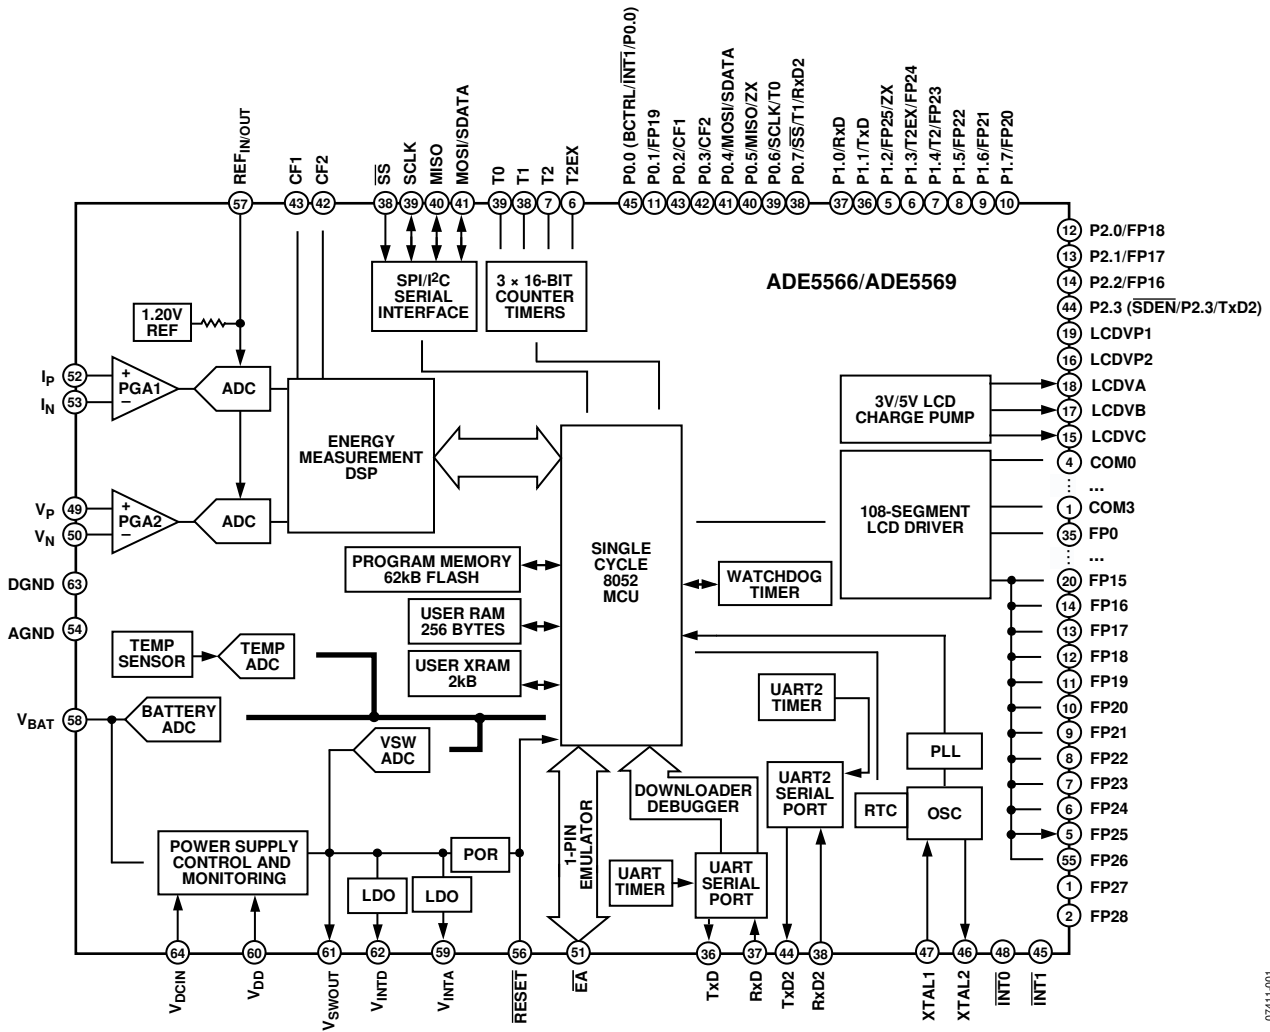 REFIN/OUT
CF1
CF2
SS
SCLK
MISO
MOSI/SDATA
T0
T1
T2
T2EX
P0.0 (BCTRL/INT1/P0.0)
P0.1/FP19
P0.2/CF1
P0.3/CF2
P0.4/MOSI/SDATA
P0.5/MISO/ZX
P0.6/SCLK/T0
P0.7/SS/T1/RxD2
P1.0/RxD
P1.1/TxD
P1.2/FP25/ZX
P1.3/T2EX/FP24
P1.4/T2/FP23
P1.5/FP22
P1.6/FP21
P1.7/FP20
57
43
42
38
39
40
41
39
38
7
6
45
11
43
42
41
40
39
38
37
36
5
6
7
8
9
10
12 P2.0/FP18
13 P2.1/FP17
14 P2.2/FP16
44 P2.3 (SDEN/P2.3/TxD2)
19 LCDVP1
16 LCDVP2
18 LCDVA
17 LCDVB
15 LCDVC
4 COM0
...
1 COM3
35 FP0
...
20 FP15
14 FP16
13 FP17
12 FP18
11 FP19
10 FP20
9 FP21
8 FP22
7 FP23
6 FP24
5 FP25
55 FP26
1 FP27
2 FP28
ADE5566/ADE5569
SPI/I2C
SERIAL
INTERFACE
3 × 16-BIT
COUNTER
TIMERS
1.20V
REF
IP 52
IN 53
+
PGA1
−
ADC
VP 49
VN 50
+
PGA2
−
ADC
ENERGY
MEASUREMENT
DSP
3V/5V LCD
CHARGE PUMP
108-SEGMENT
LCD DRIVER
SINGLE
CYCLE
8052
MCU
PROGRAM MEMORY
62kB FLASH
USER RAM
256 BYTES
USER XRAM
2kB
WATCHDOG
TIMER
DGND 63
AGND 54
TEMP
SENSOR
TEMP
ADC
VBAT 58
BATTERY
ADC
VSW
ADC
UART2
TIMER
UART2
SERIAL
PORT
PLL
RTC
OSC
DOWNLOADER
DEBUGGER
1-PIN
EMULATOR
POWER SUPPLY
CONTROL AND
MONITORING
POR
LDO
LDO
UART
TIMER
UART
SERIAL
PORT
64
60
61
62
59
56
51
36
37
44
38
47
46
48
45
VDCIN
VDD
VSWOUT
VINTD
VINTA
RESET
EA
TxD
RxD
TxD2
RxD2
XTAL1
XTAL2
INT0
INT1
07411-001